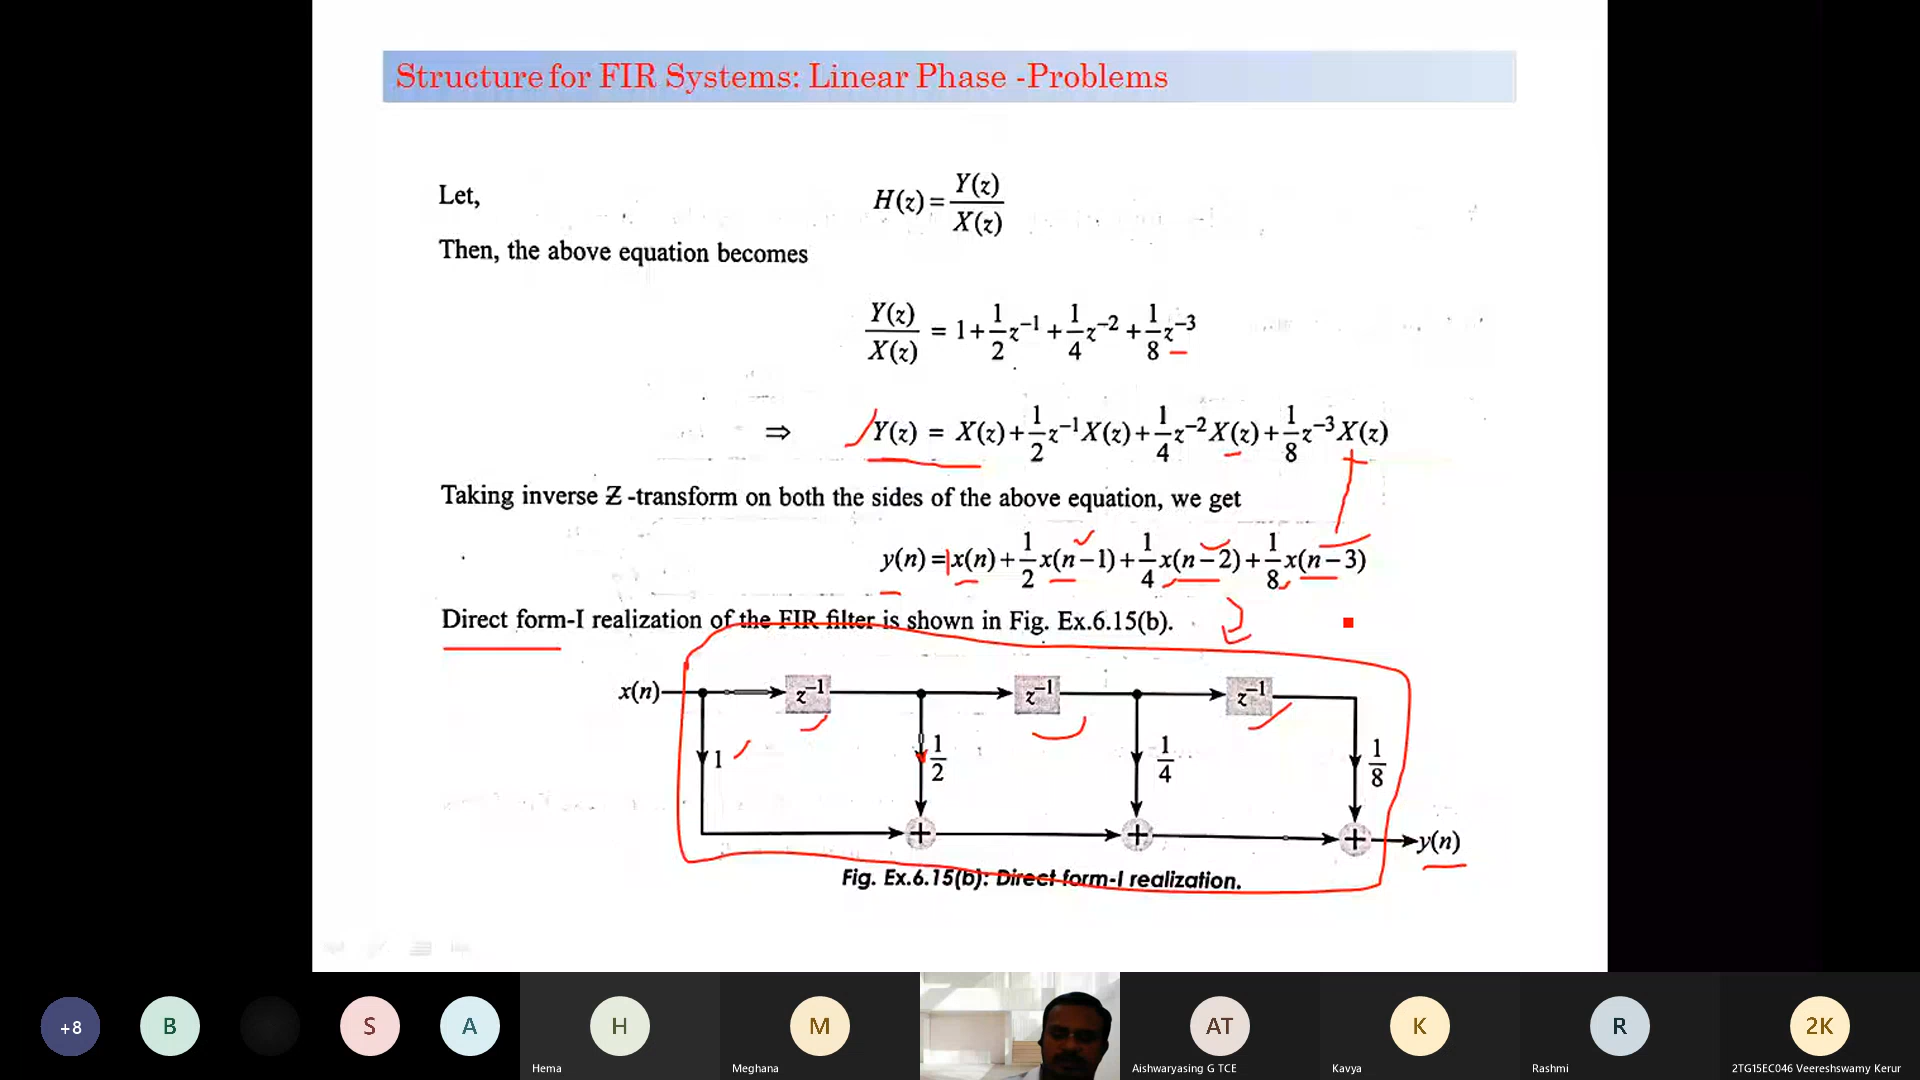 Structure for FIR Systems: Linear Phase -Problems
Let,
H(z) = Y(z)/X(z)
Then, the above equation becomes
Y(z)/X(z) = 1 + 1/2 z⁻¹ + 1/4 z⁻² + 1/8 z⁻³
⇒ Y(z) = X(z) + 1/2 z⁻¹X(z) + 1/4 z⁻²X(z) + 1/8 z⁻³X(z)
Taking inverse Z -transform on both the sides of the above equation, we get
y(n) = x(n) + 1/2 x(n−1) + 1/4 x(n−2) + 1/8 x(n−3)
Direct form-I realization of the FIR filter is shown in Fig. Ex.6.15(b).
x(n) z⁻¹ z⁻¹ z⁻¹
1 1/2 1/4 1/8
+ + + y(n)
Fig. Ex.6.15(b): Direct form-I realization.
+8 B S A H M AT K R 2K
Hema Meghana Aishwaryasing G TCE Kavya Rashmi 2TG15EC046 Veereshswamy Kerur